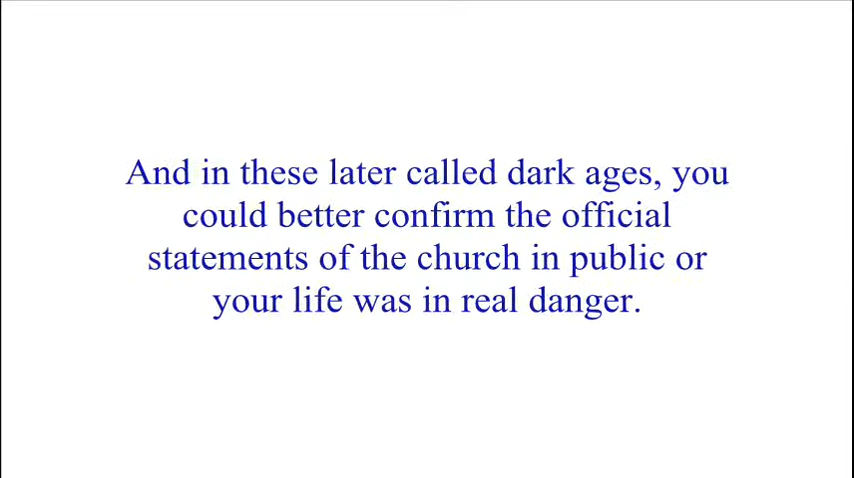 And in these later called dark ages, you
could better confirm the official
statements of the church in public or
your life was in real danger.